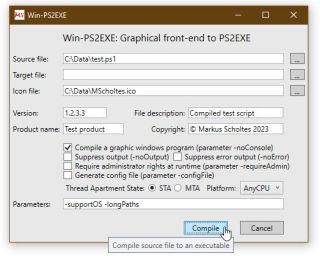 Win-PS2EXE
Win-PS2EXE: Graphical front-end to PS2EXE
Source file: C:\Data\test.ps1 ...
Target file: ...
Icon file: C:\Data\MScholtes.ico ...
Version: 1.2.3.3 File description: Compiled test script
Product name: Test product Copyright: © Markus Scholtes 2023
Compile a graphic windows program (parameter -noConsole)
Suppress output (-noOutput) Suppress error output (-noError)
Require administrator rights at runtime (parameter -requireAdmin)
Generate config file (parameter -configFile)
Thread Apartment State: STA MTA Platform: AnyCPU
Parameters: -supportOS -longPaths
Compile Cancel
Compile source file to an executable